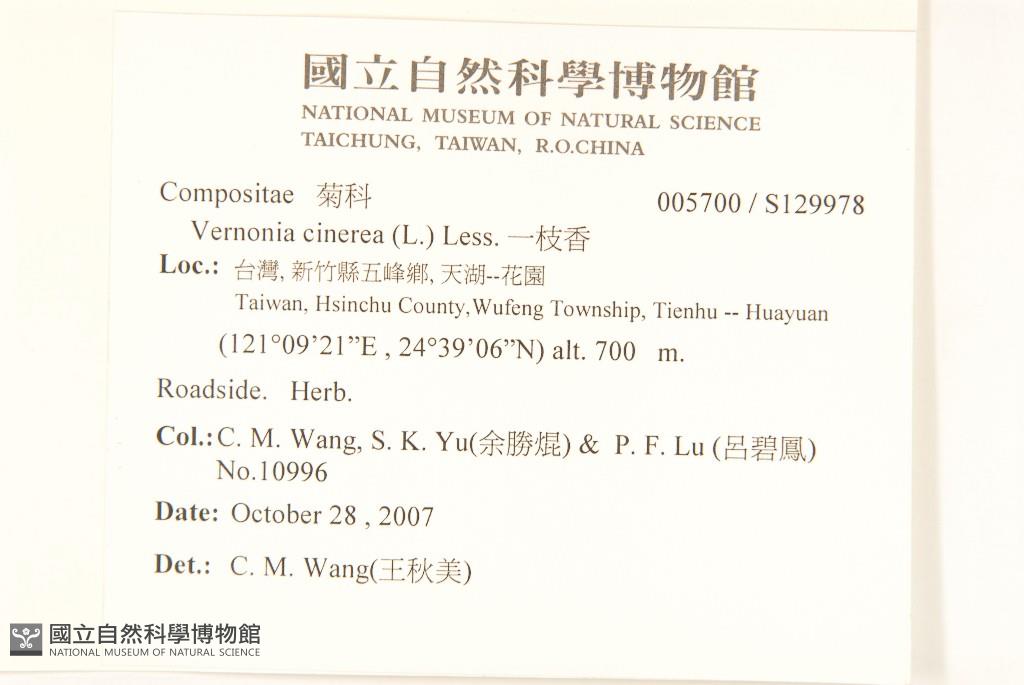 國立自然科學博物館
NATIONAL MUSEUM OF NATURAL SCIENCE
TAICHUNG, TAIWAN, R.O.CHINA
Compositae 菊科 005700 / S129978
Vernonia cinerea (L.) Less. 一枝香
Loc.: 台灣, 新竹縣五峰鄉, 天湖--花園
Taiwan, Hsinchu County,Wufeng Township, Tienhu -- Huayuan
(121°09’21”E , 24°39’06”N) alt. 700 m.
Roadside. Herb.
Col.: C. M. Wang, S. K. Yu(余勝焜) & P. F. Lu (呂碧鳳)
No.10996
Date: October 28 , 2007
Det.: C. M. Wang(王秋美)
國立自然科學博物館
NATIONAL MUSEUM OF NATURAL SCIENCE